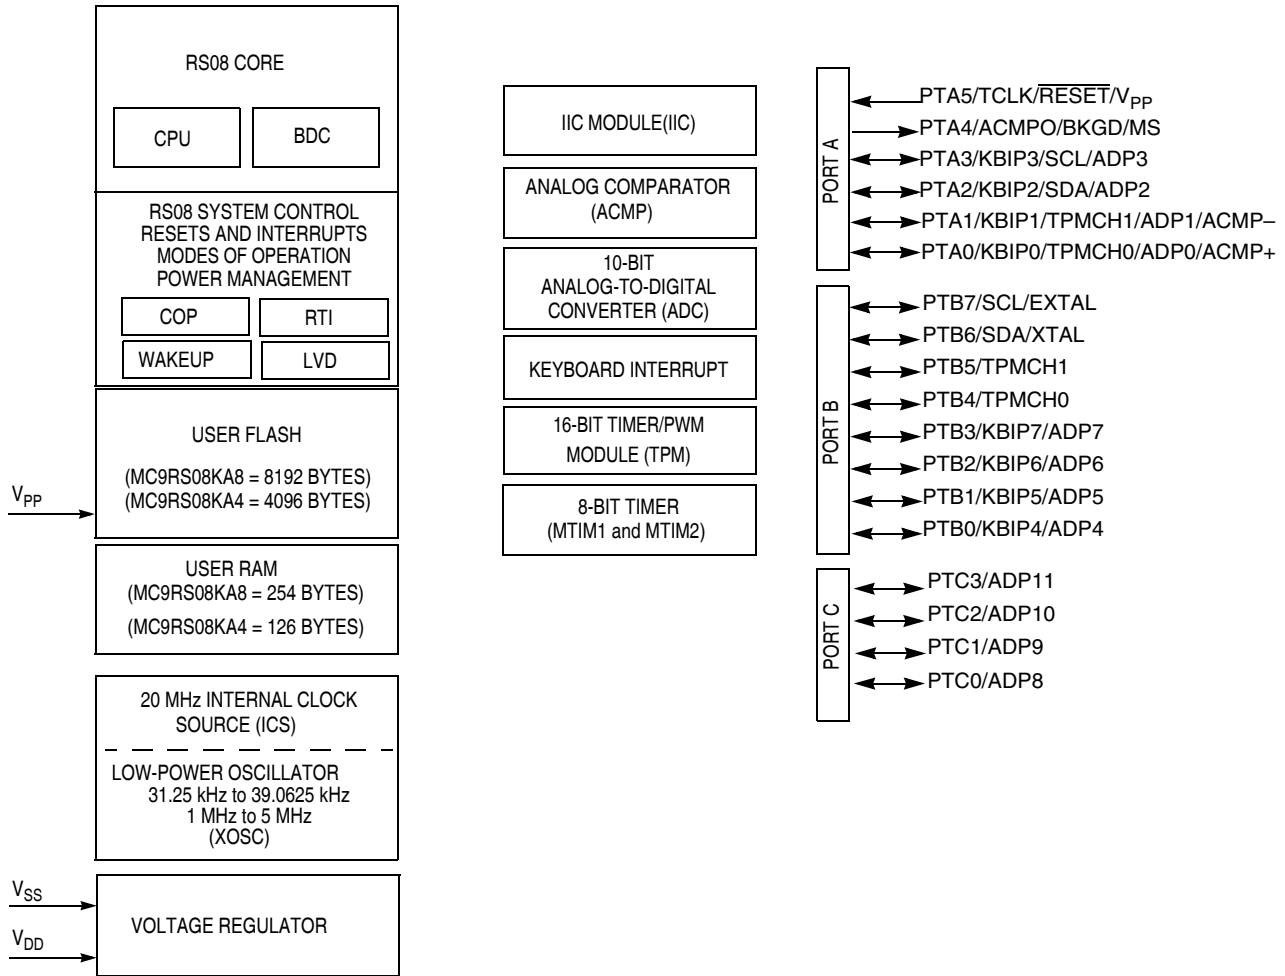 RS08 CORE
CPU
BDC
RS08 SYSTEM CONTROL
RESETS AND INTERRUPTS
MODES OF OPERATION
POWER MANAGEMENT
COP
RTI
WAKEUP
LVD
USER FLASH
(MC9RS08KA8 = 8192 BYTES)
(MC9RS08KA4 = 4096 BYTES)
VPP
USER RAM
(MC9RS08KA8 = 254 BYTES)
(MC9RS08KA4 = 126 BYTES)
20 MHz INTERNAL CLOCK
SOURCE (ICS)
LOW-POWER OSCILLATOR
31.25 kHz to 39.0625 kHz
1 MHz to 5 MHz
(XOSC)
VSS
VDD
VOLTAGE REGULATOR
IIC MODULE(IIC)
ANALOG COMPARATOR
(ACMP)
10-BIT
ANALOG-TO-DIGITAL
CONVERTER (ADC)
KEYBOARD INTERRUPT
16-BIT TIMER/PWM
MODULE (TPM)
8-BIT TIMER
(MTIM1 and MTIM2)
PORT A
PTA5/TCLK/RESET/VPP
PTA4/ACMPO/BKGD/MS
PTA3/KBIP3/SCL/ADP3
PTA2/KBIP2/SDA/ADP2
PTA1/KBIP1/TPMCH1/ADP1/ACMP–
PTA0/KBIP0/TPMCH0/ADP0/ACMP+
PORT B
PTB7/SCL/EXTAL
PTB6/SDA/XTAL
PTB5/TPMCH1
PTB4/TPMCH0
PTB3/KBIP7/ADP7
PTB2/KBIP6/ADP6
PTB1/KBIP5/ADP5
PTB0/KBIP4/ADP4
PORT C
PTC3/ADP11
PTC2/ADP10
PTC1/ADP9
PTC0/ADP8